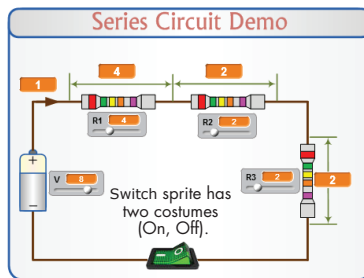 Series Circuit Demo
4 2
1
R1 4
R2 2
R3 2
2
+
V 8
−
Switch sprite has
two costumes
(On, Off).